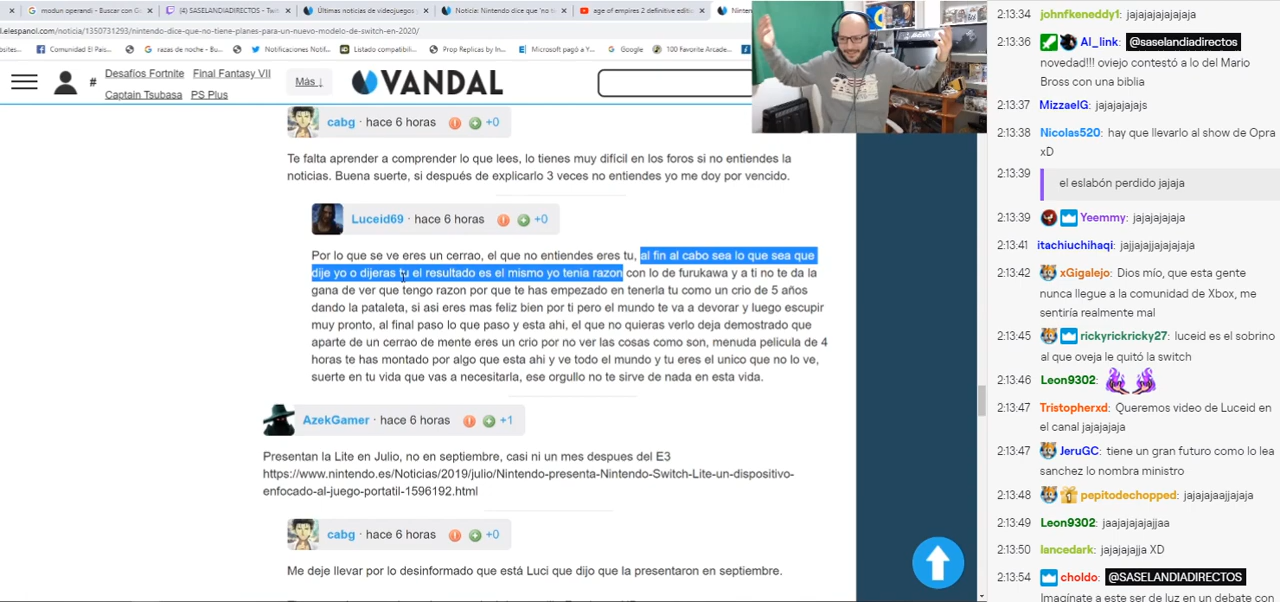 modun operandi - Buscar con G
(4) SASELANDIADIRECTOS - Twitc
Últimas noticias de videojuegos
Noticia: Nintendo dice que 'no ti
age of empires 2 definitive editi
Ninten
l.elespanol.com/noticia/1350731293/nintendo-dice-que-no-tiene-planes-para-un-nuevo-modelo-de-switch-en-2020/
Comunidad El Pais...
razas de noche - Bu...
Twitch
Notificaciones Notifi...
Listado compatibili...
Prop Replicas by In...
Microsoft pagó a Y...
Google
100 Favorite Arcade...
# Desafíos Fortnite Final Fantasy VII
Captain Tsubasa PS Plus
Más ↓
VANDAL
cabg · hace 6 horas +0
Te falta aprender a comprender lo que lees, lo tienes muy difícil en los foros si no entiendes la
noticias. Buena suerte, si después de explicarlo 3 veces no entiendes yo me doy por vencido.
Luceid69 · hace 6 horas +0
Por lo que se ve eres un cerrao, el que no entiendes eres tu, al fin al cabo sea lo que sea que
dije yo o dijeras tu el resultado es el mismo yo tenia razon con lo de furukawa y a ti no te da la
gana de ver que tengo razon por que te has empezado en tenerla tu como un crio de 5 años
dando la pataleta, si asi eres mas feliz bien por ti pero el mundo te va a devorar y luego escupir
muy pronto, al final paso lo que paso y esta ahi, el que no quieras verlo deja demostrado que
aparte de un cerrao de mente eres un crio por no ver las cosas como son, menuda pelicula de 4
horas te has montado por algo que esta ahi y ve todo el mundo y tu eres el unico que no lo ve,
suerte en tu vida que vas a necesitarla, ese orgullo no te sirve de nada en esta vida.
AzekGamer · hace 6 horas +1
Presentan la Lite en Julio, no en septiembre, casi ni un mes despues del E3
https://www.nintendo.es/Noticias/2019/julio/Nintendo-presenta-Nintendo-Switch-Lite-un-dispositivo-
enfocado-al-juego-portatil-1596192.html
cabg · hace 6 horas +0
Me deje llevar por lo desinformado que está Luci que dijo que la presentaron en septiembre.
2:13:34 johnfkeneddy1: jajajajajajaja
2:13:36 Al_link: @saselandiadirectos
novedad!!! oviejo contestó a lo del Mario
Bross con una biblia
2:13:37 MizzaelG: jajajajajajs
2:13:38 Nicolas520: hay que llevarlo al show de Opra
xD
2:13:39 el eslabón perdido jajaja
2:13:39 Yeemmy: jajajajajaja
2:13:41 itachiuchihaqi: jajjajajjajajaja
2:13:42 xGigalejo: Dios mío, que esta gente
nunca llegue a la comunidad de Xbox, me
sentiría realmente mal
2:13:45 rickyrickricky27: luceid es el sobrino
al que oveja le quitó la switch
2:13:46 Leon9302:
2:13:47 Tristopherxd: Queremos video de Luceid en
el canal jajajajaja
2:13:47 JeruGC: tiene un gran futuro como lo lea
sanchez lo nombra ministro
2:13:48 pepitodechopped: jajajajaajjajaja
2:13:49 Leon9302: jaajajajajajjaa
2:13:50 lancedark: jajajajajja XD
2:13:54 choldo: @SASELANDIADIRECTOS
Imagínate a este ser de luz en un debate con